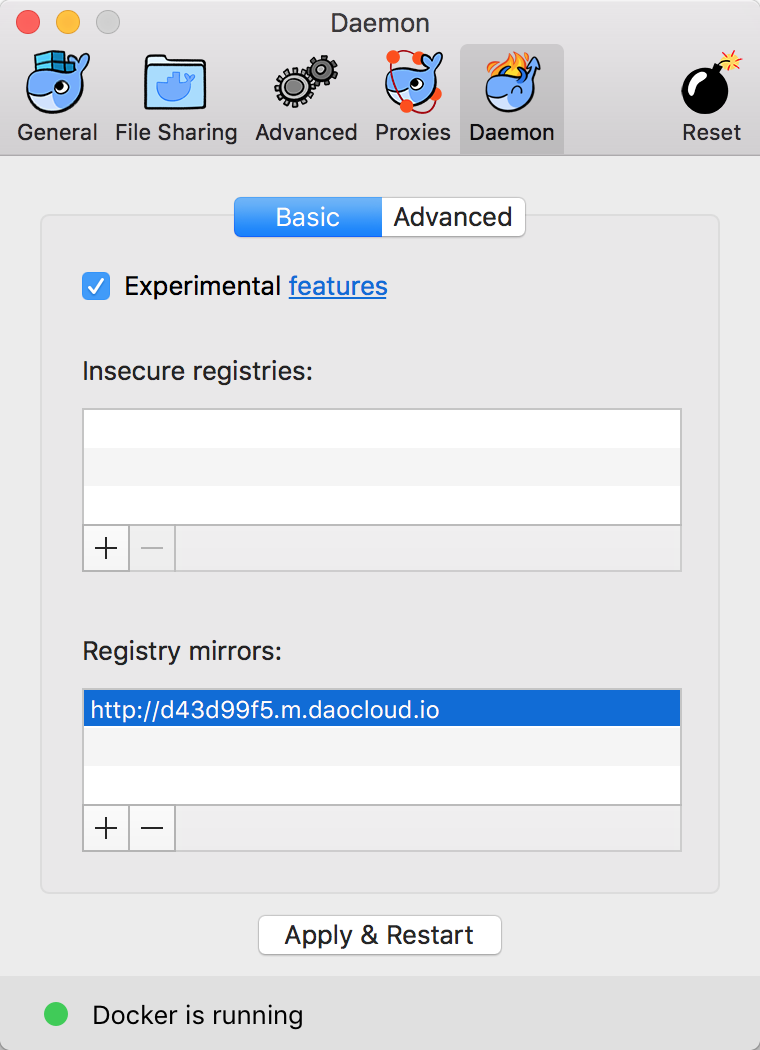 Daemon
General File Sharing Advanced Proxies Daemon Reset
Basic Advanced
Experimental features
Insecure registries:
Registry mirrors:
http://d43d99f5.m.daocloud.io
Apply & Restart
Docker is running